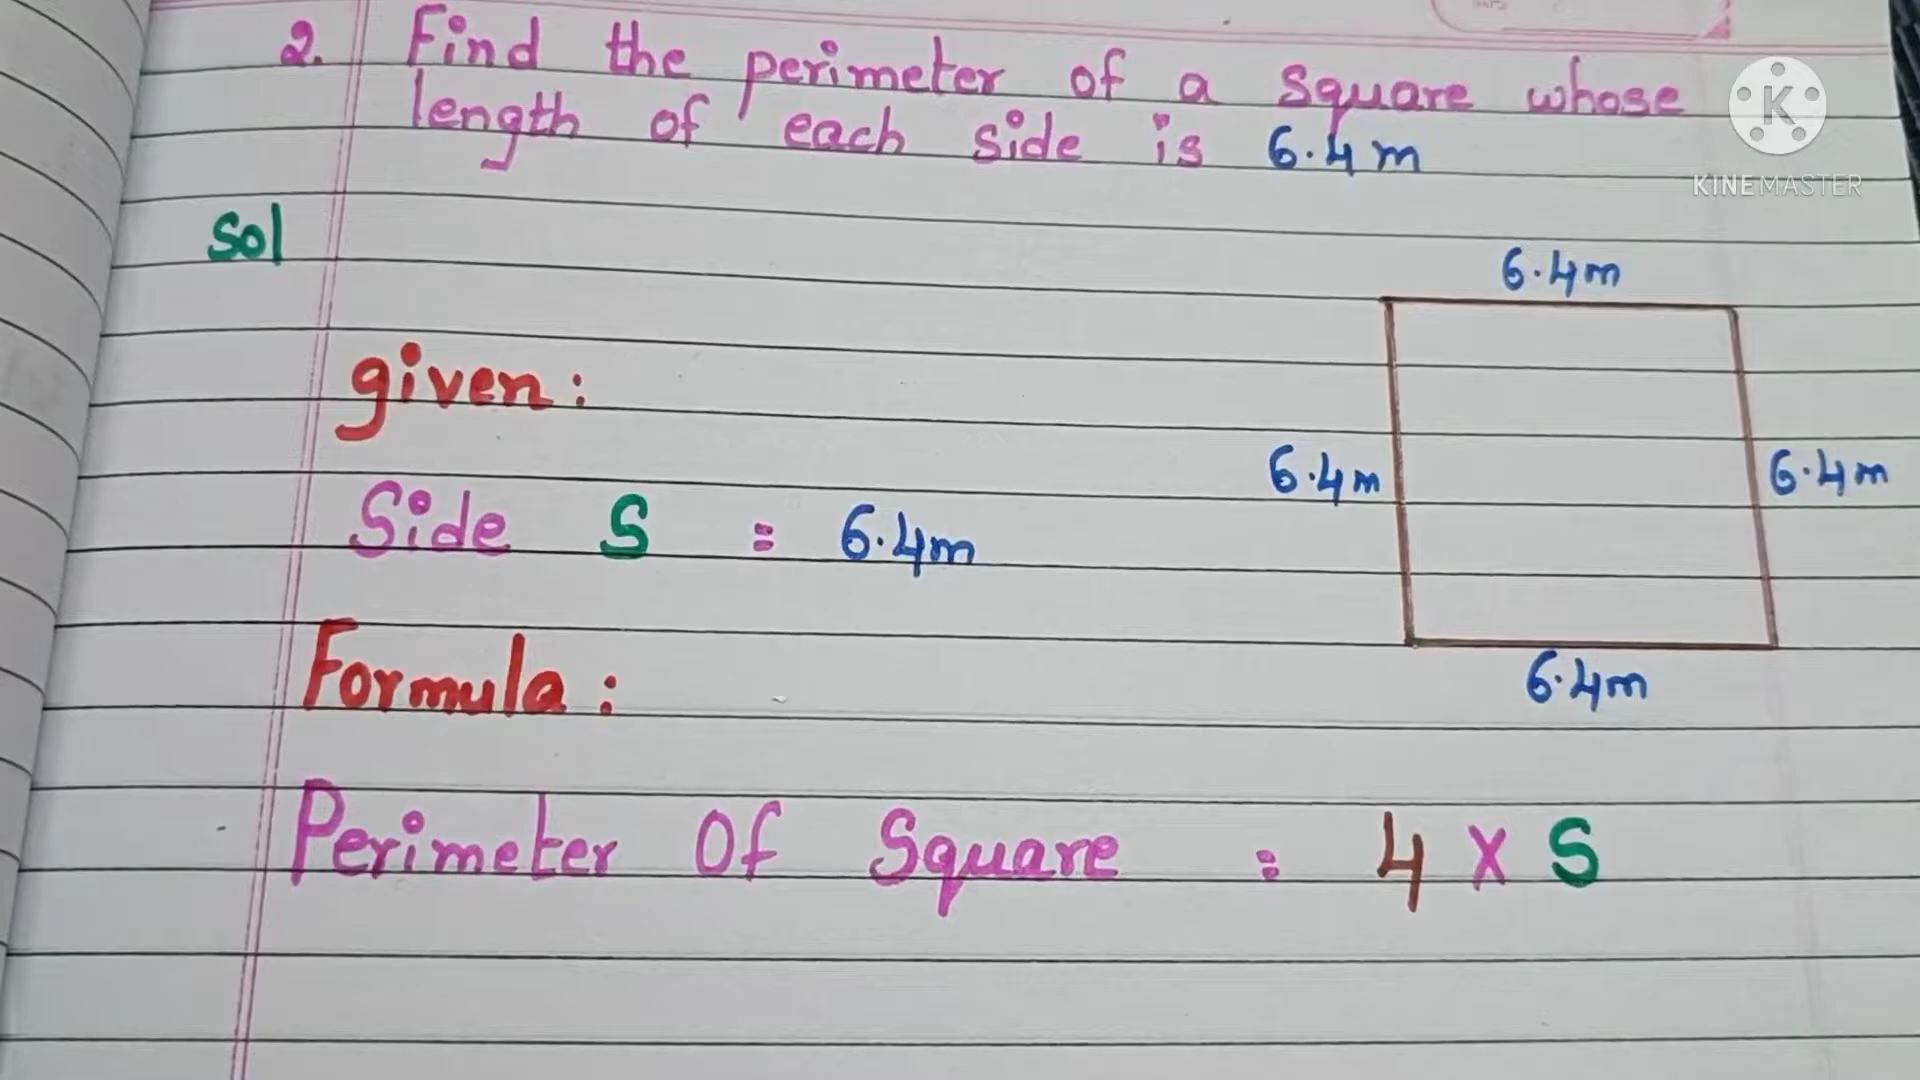 2. Find the perimeter of a square whose
length of each side is 6.4m
K
KINEMASTER
Sol
6.4m
given:
6.4m
6.4m
Side S = 6.4m
Formula:
6.4m
Perimeter Of Square = 4 x S